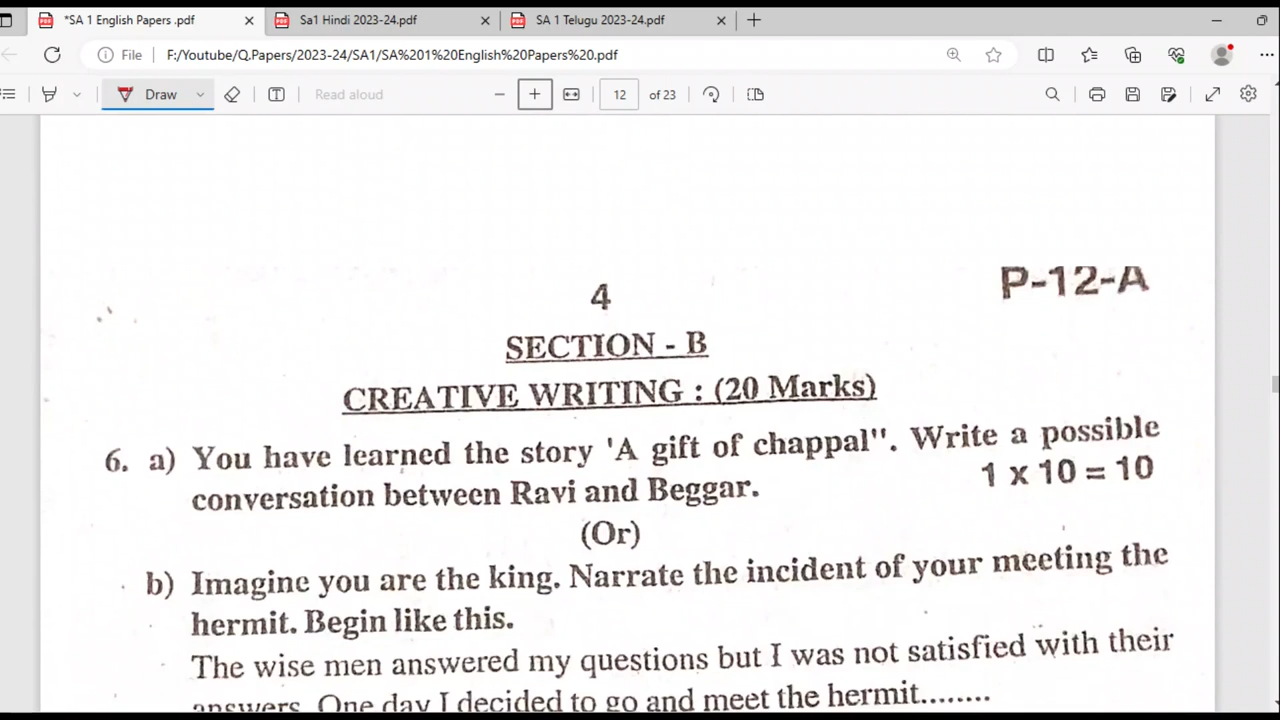 *SA 1 English Papers .pdf
Sa1 Hindi 2023-24.pdf
SA 1 Telugu 2023-24.pdf
File
F:/Youtube/Q.Papers/2023-24/SA1/SA%201%20English%20Papers%20.pdf
Draw
Read aloud
12
of 23
4
P-12-A
SECTION - B
CREATIVE WRITING : (20 Marks)
6. a) You have learned the story 'A gift of chappal". Write a possible
conversation between Ravi and Beggar. 1 x 10 = 10
(Or)
b) Imagine you are the king. Narrate the incident of your meeting the
hermit. Begin like this.
The wise men answered my questions but I was not satisfied with their
answers. One day I decided to go and meet the hermit........